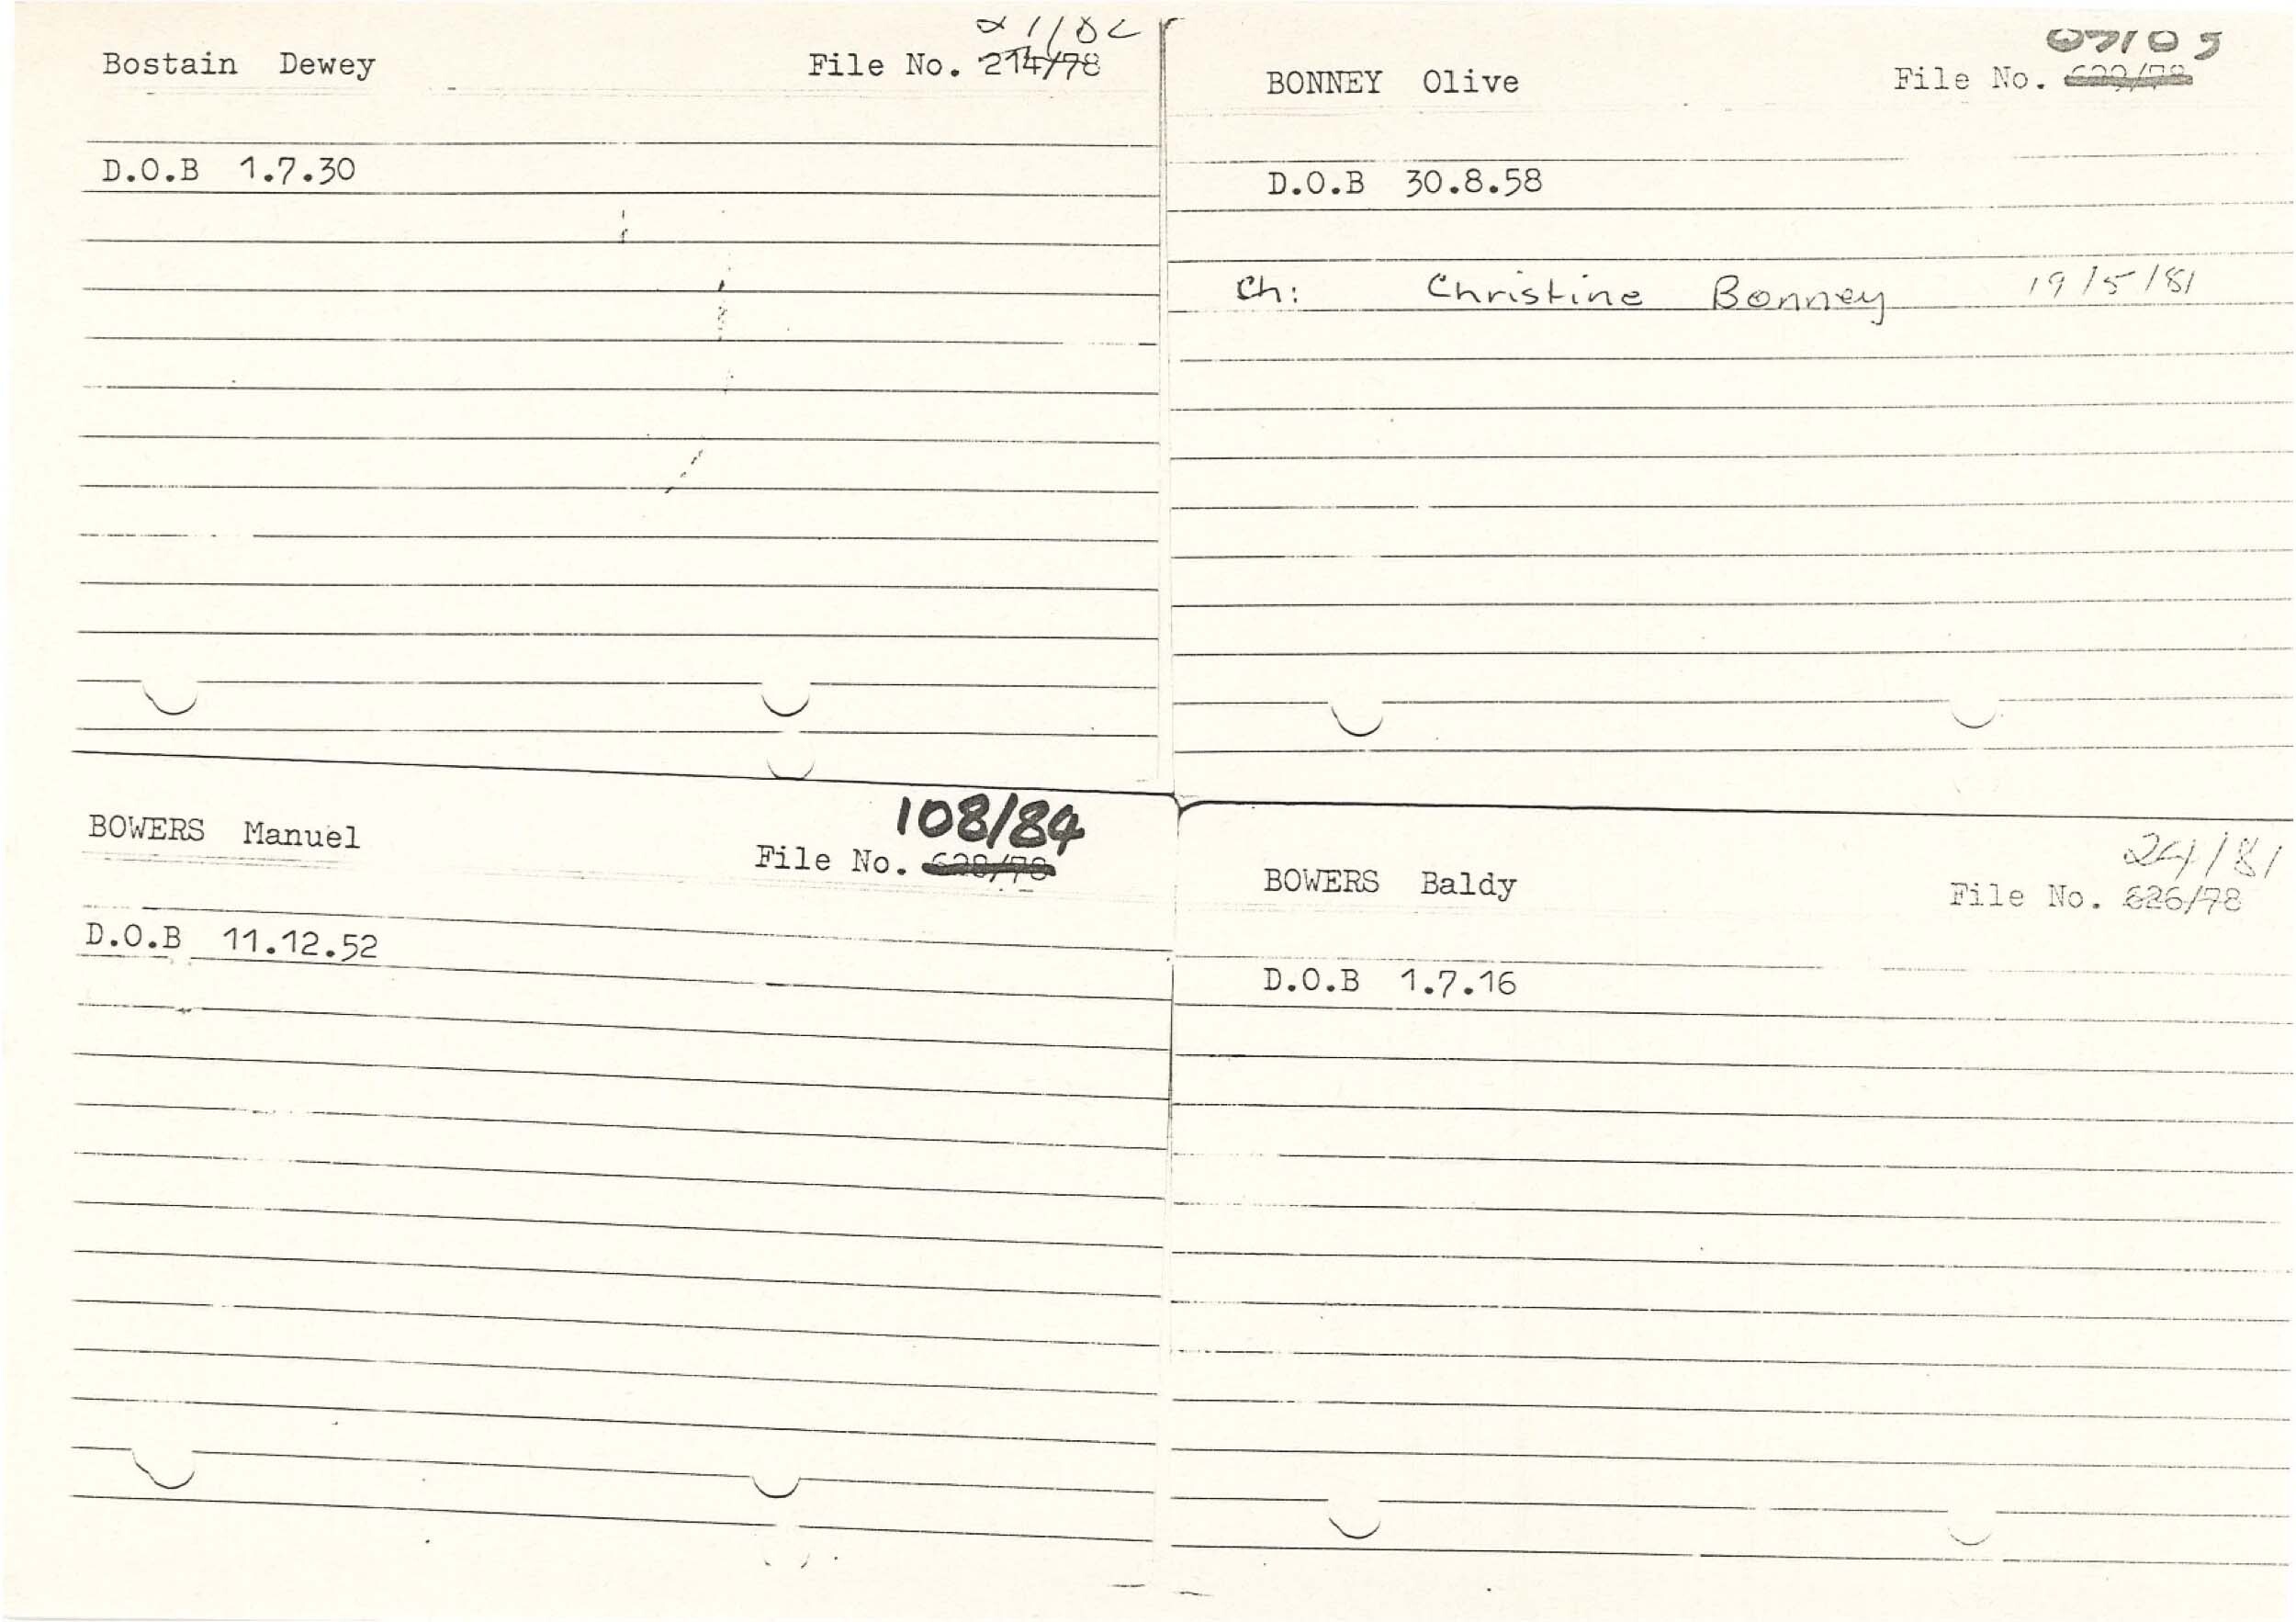 Bostain Dewey
File No. 214/78
D.O.B 1.7.30
BONNEY Olive
File No.
D.O.B 30.8.58
Ch: Christine Bonney 19/5/81
BOWERS Manuel
108/84
File No.
D.O.B 11.12.52
BOWERS Baldy
24/81
File No. 626/78
D.O.B 1.7.16